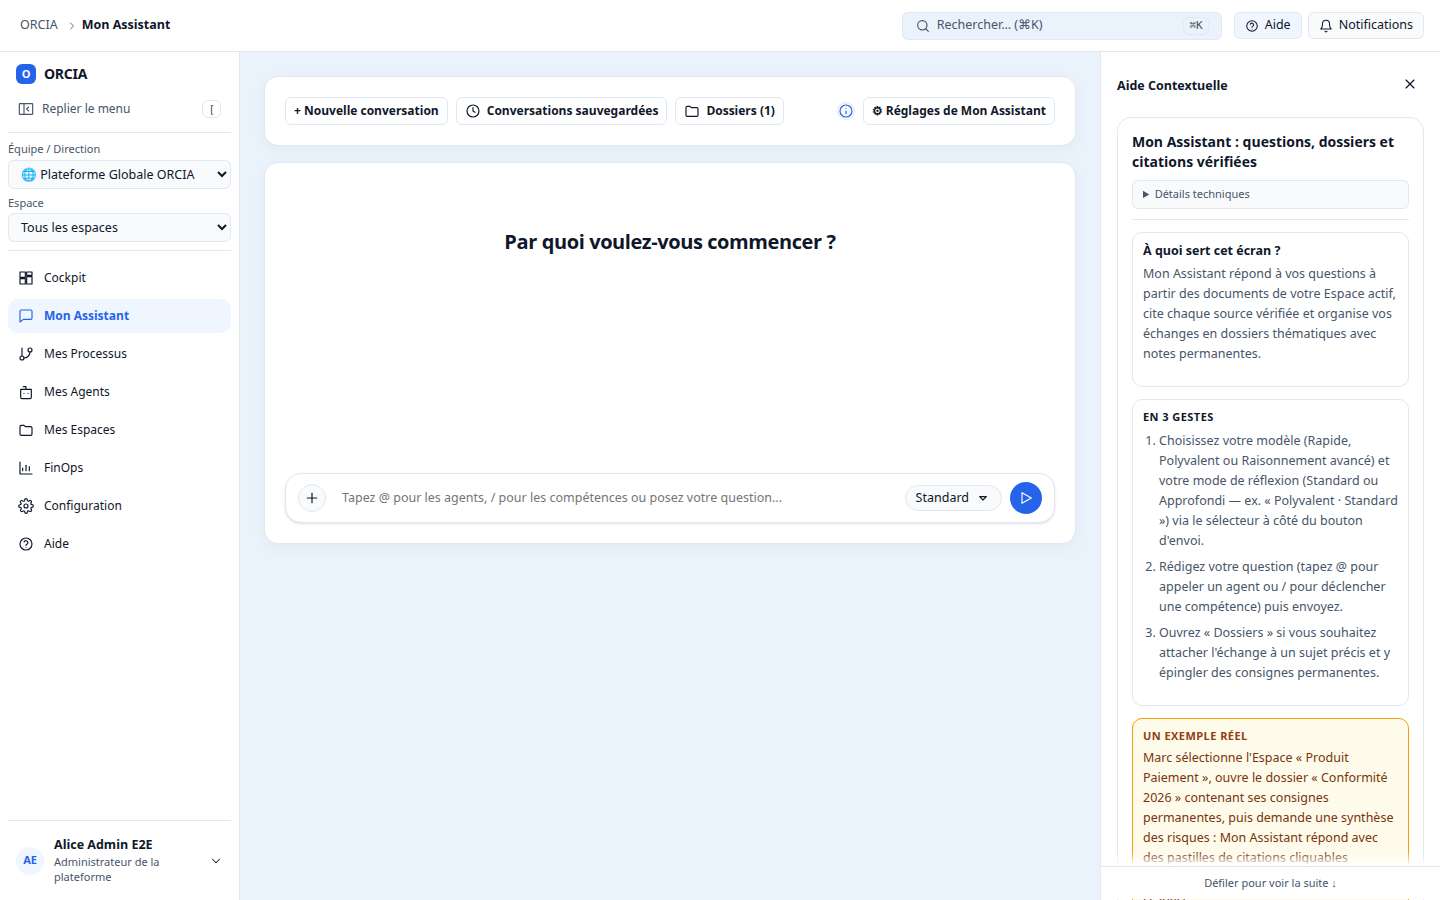 ORCIA
Mon Assistant
Rechercher... (⌘K)
⌘K
Aide
Notifications
O
ORCIA
Replier le menu
[
Équipe / Direction
🌐 Plateforme Globale ORCIA
Espace
Tous les espaces
Cockpit
Mon Assistant
Mes Processus
Mes Agents
Mes Espaces
FinOps
Configuration
Aide
AE
Alice Admin E2E
Administrateur de la
plateforme
+ Nouvelle conversation
Conversations sauvegardées
Dossiers (1)
⚙ Réglages de Mon Assistant
Par quoi voulez-vous commencer ?
Tapez @ pour les agents, / pour les compétences ou posez votre question...
Standard
Aide Contextuelle
Mon Assistant : questions, dossiers et
citations vérifiées
▶ Détails techniques
À quoi sert cet écran ?
Mon Assistant répond à vos questions à
partir des documents de votre Espace actif,
cite chaque source vérifiée et organise vos
échanges en dossiers thématiques avec
notes permanentes.
EN 3 GESTES
1. Choisissez votre modèle (Rapide,
Polyvalent ou Raisonnement avancé) et
votre mode de réflexion (Standard ou
Approfondi — ex. « Polyvalent · Standard
») via le sélecteur à côté du bouton
d'envoi.
2. Rédigez votre question (tapez @ pour
appeler un agent ou / pour déclencher
une compétence) puis envoyez.
3. Ouvrez « Dossiers » si vous souhaitez
attacher l'échange à un sujet précis et y
épingler des consignes permanentes.
UN EXEMPLE RÉEL
Marc sélectionne l'Espace « Produit
Paiement », ouvre le dossier « Conformité
2026 » contenant ses consignes
permanentes, puis demande une synthèse
des risques : Mon Assistant répond avec
des pastilles de citations cliquables
Défiler pour voir la suite ↓